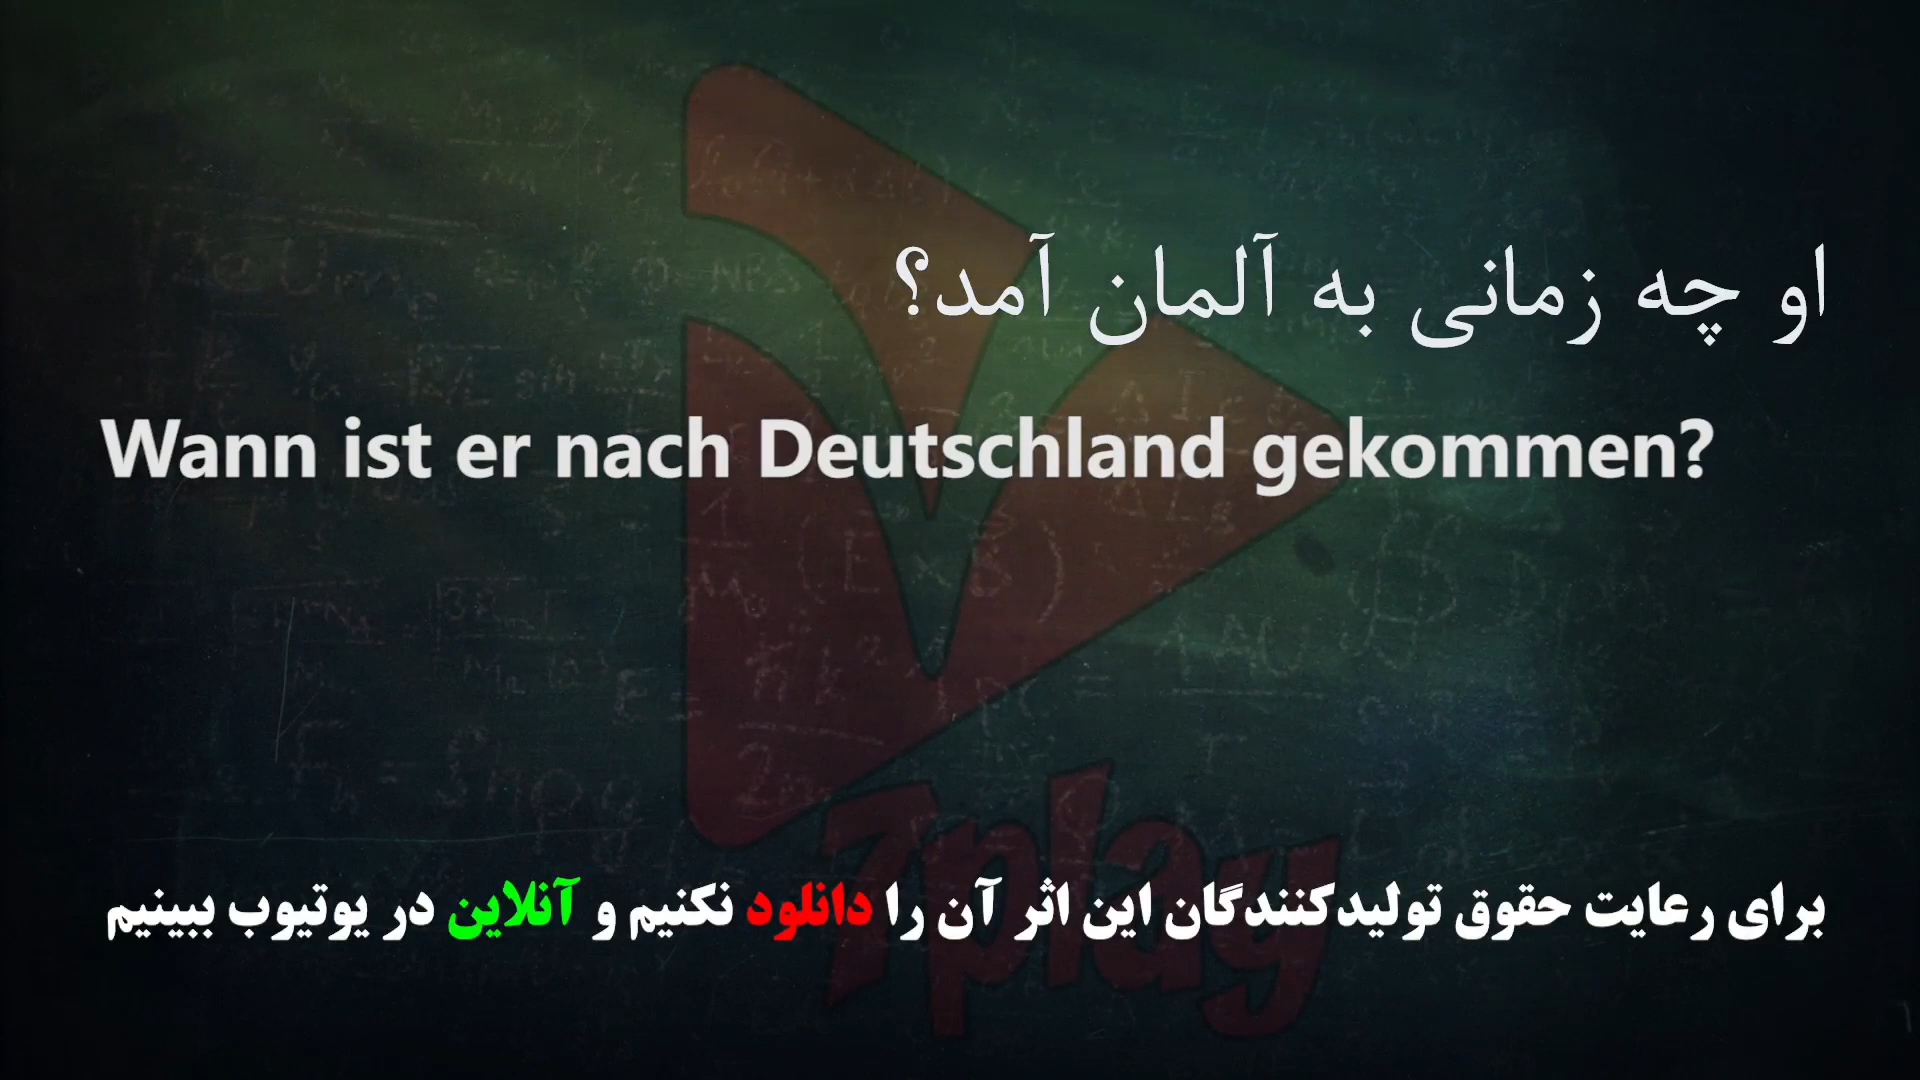 او چه زمانی به آلمان آمد؟
Wann ist er nach Deutschland gekommen?
7play
برای رعایت حقوق تولیدکنندگان این اثر آن را دانلود نکنیم و آنلاین در یوتیوب ببینیم